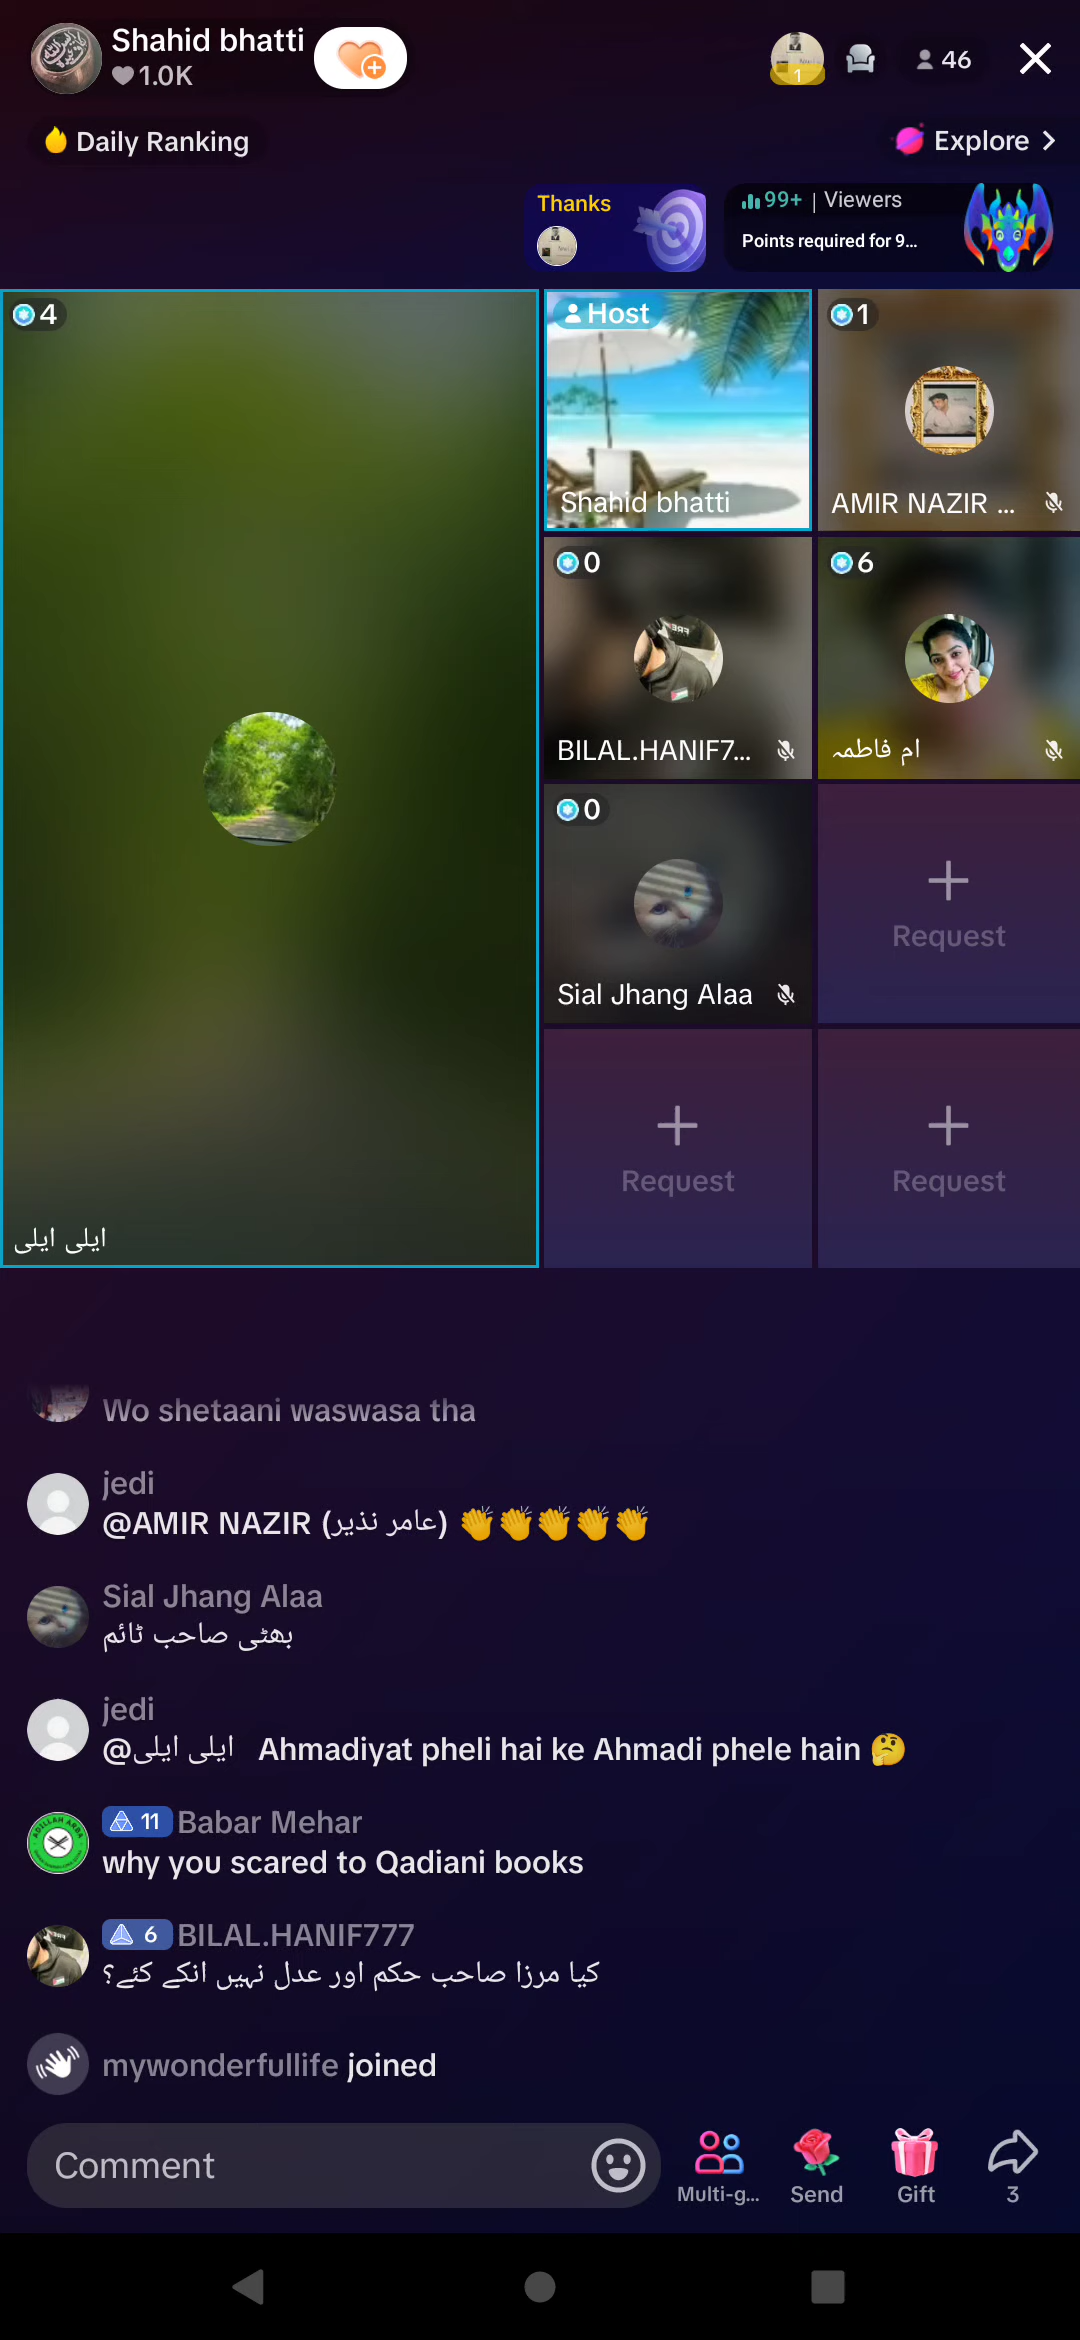 Shahid bhatti
1.0K
1
46
Daily Ranking
Explore
Thanks
99+ | Viewers
Points required for 9...
4
Host
Shahid bhatti
1
AMIR NAZIR ...
0
BILAL.HANIF7...
6
ام فاطمہ
0
Sial Jhang Alaa
Request
Request
Request
ایلی ایلی
Wo shetaani waswasa tha
jedi
@AMIR NAZIR (عامر نذیر) 👏👏👏👏👏
Sial Jhang Alaa
بھٹی صاحب ٹائم
jedi
@ایلی ایلی Ahmadiyat pheli hai ke Ahmadi phele hain 🤔
11 Babar Mehar
why you scared to Qadiani books
6 BILAL.HANIF777
کیا مرزا صاحب حکم اور عدل نہیں انکے کئے؟
mywonderfullife joined
Comment
Multi-g...
Send
Gift
3